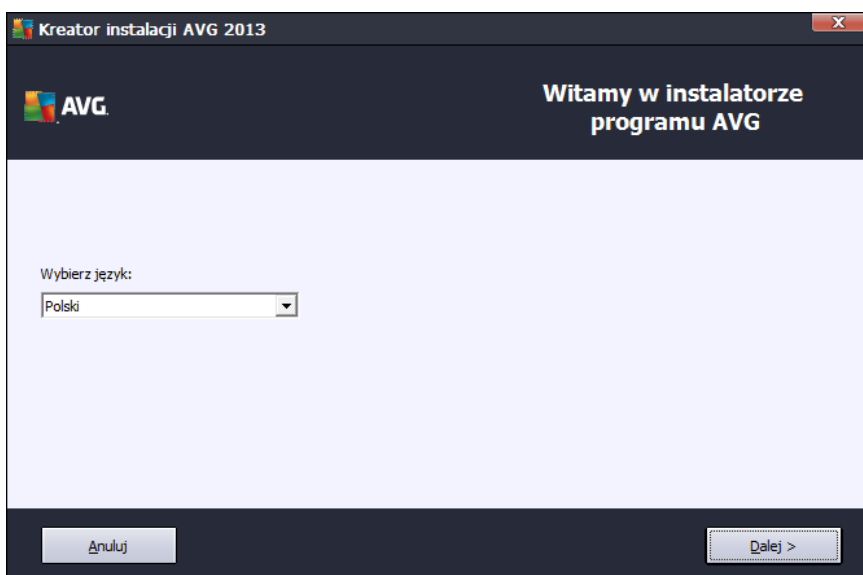 Kreator instalacji AVG 2013
X
AVG.
Witamy w instalatorze
programu AVG
Wybierz język:
Polski
Anuluj
Dalej >